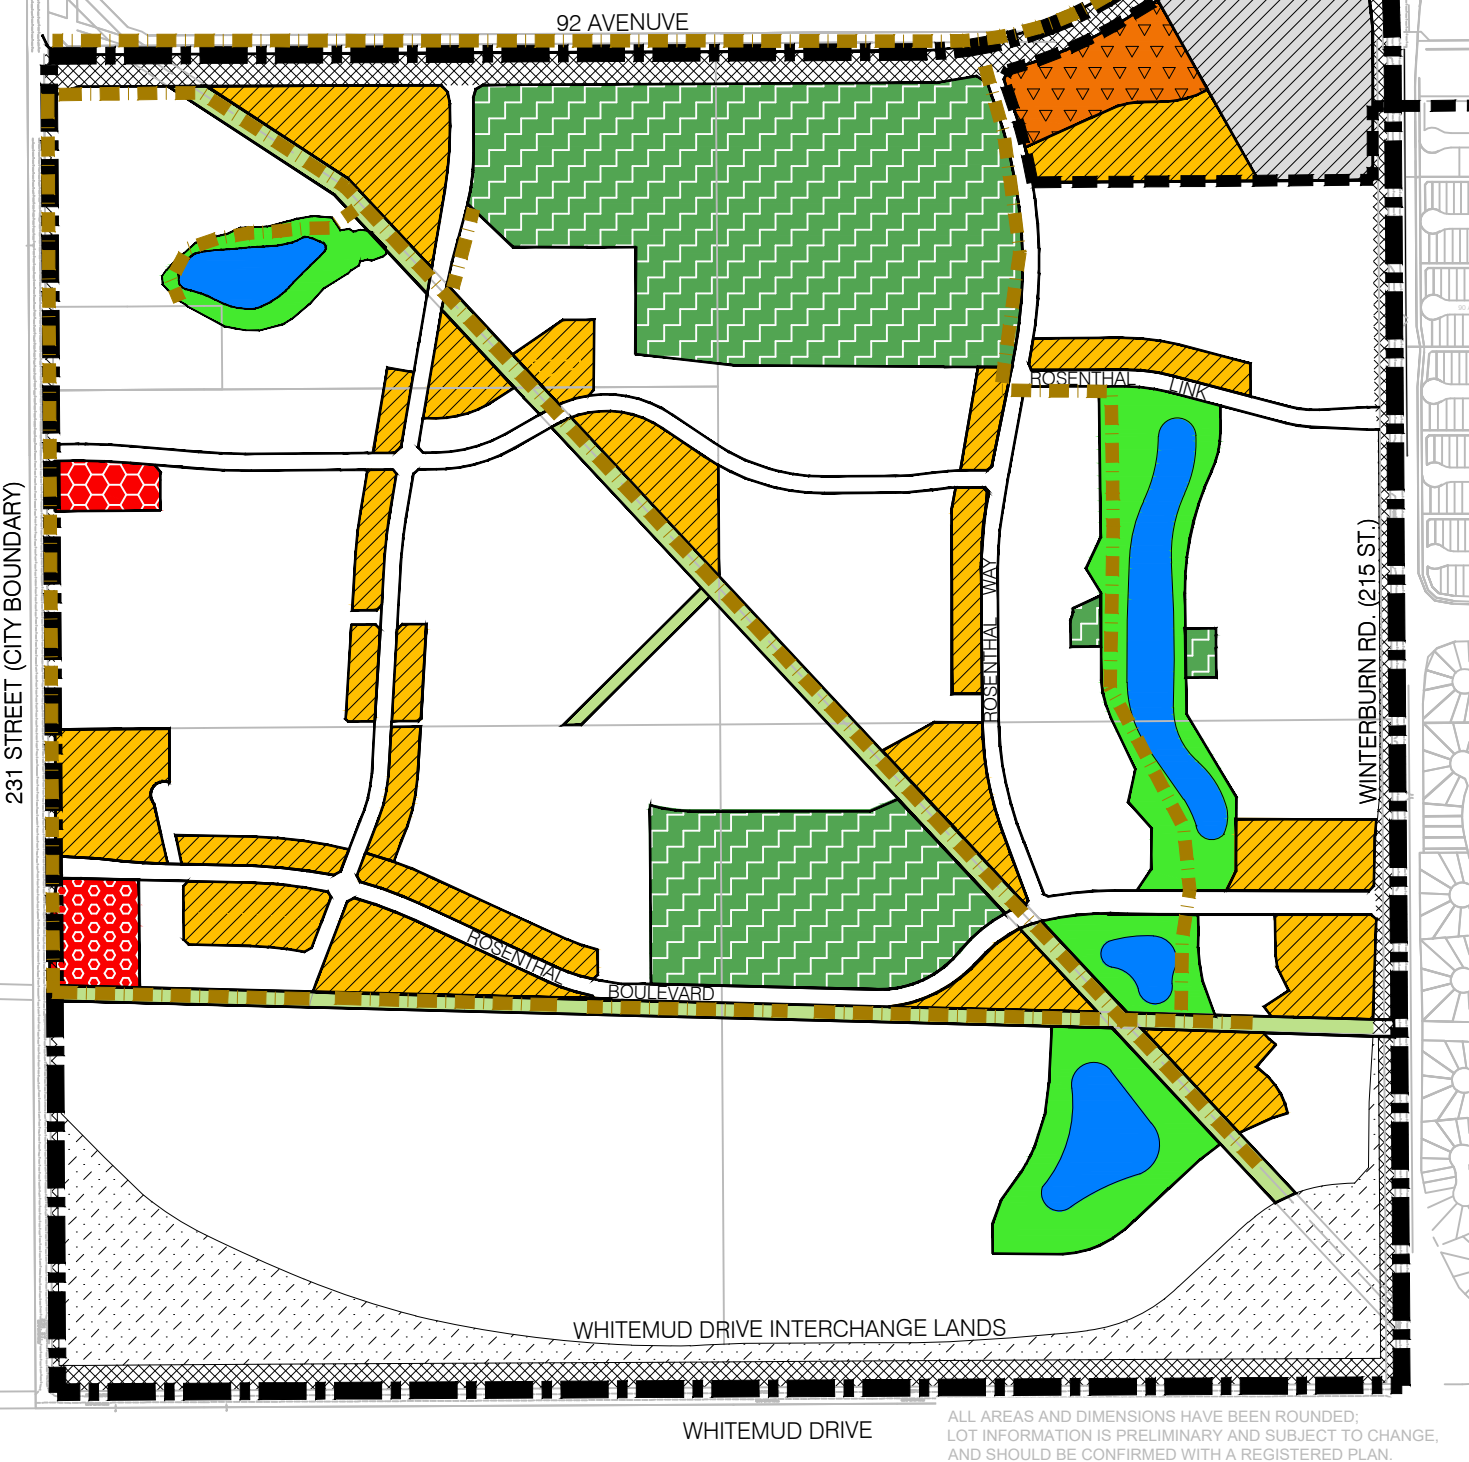 92 AVENUVE
ROSENTHAL LINK
231 STREET (CITY BOUNDARY)
ROSENTHAL WAY
WINTERBURN RD. (215 ST.)
ROSENTHAL
BOULEVARD
WHITEMUD DRIVE INTERCHANGE LANDS
WHITEMUD DRIVE
ALL AREAS AND DIMENSIONS HAVE BEEN ROUNDED;
LOT INFORMATION IS PRELIMINARY AND SUBJECT TO CHANGE,
AND SHOULD BE CONFIRMED WITH A REGISTERED PLAN.